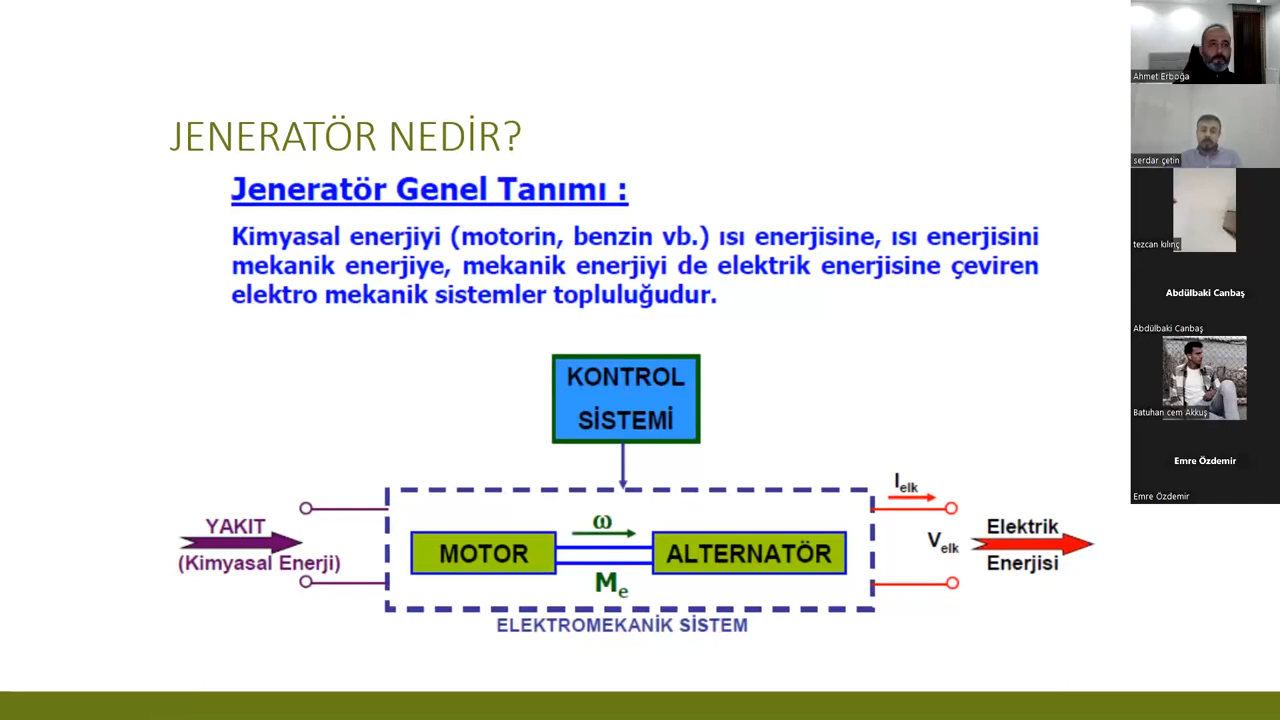 JENERATÖR NEDİR?
Jeneratör Genel Tanımı :
Kimyasal enerjiyi (motorin, benzin vb.) ısı enerjisine, ısı enerjisini
mekanik enerjiye, mekanik enerjiyi de elektrik enerjisine çeviren
elektro mekanik sistemler topluluğudur.
KONTROL
SİSTEMİ
YAKIT
(Kimyasal Enerji)
MOTOR
ω
Me
ALTERNATÖR
Ielk
Velk
Elektrik
Enerjisi
ELEKTROMEKANİK SİSTEM
Ahmet Erboğa
serdar çetin
tezcan kılınç
Abdülbaki Canbaş
Abdülbaki Canbaş
Batuhan cem Akkuş
Emre Özdemir
Emre Özdemir